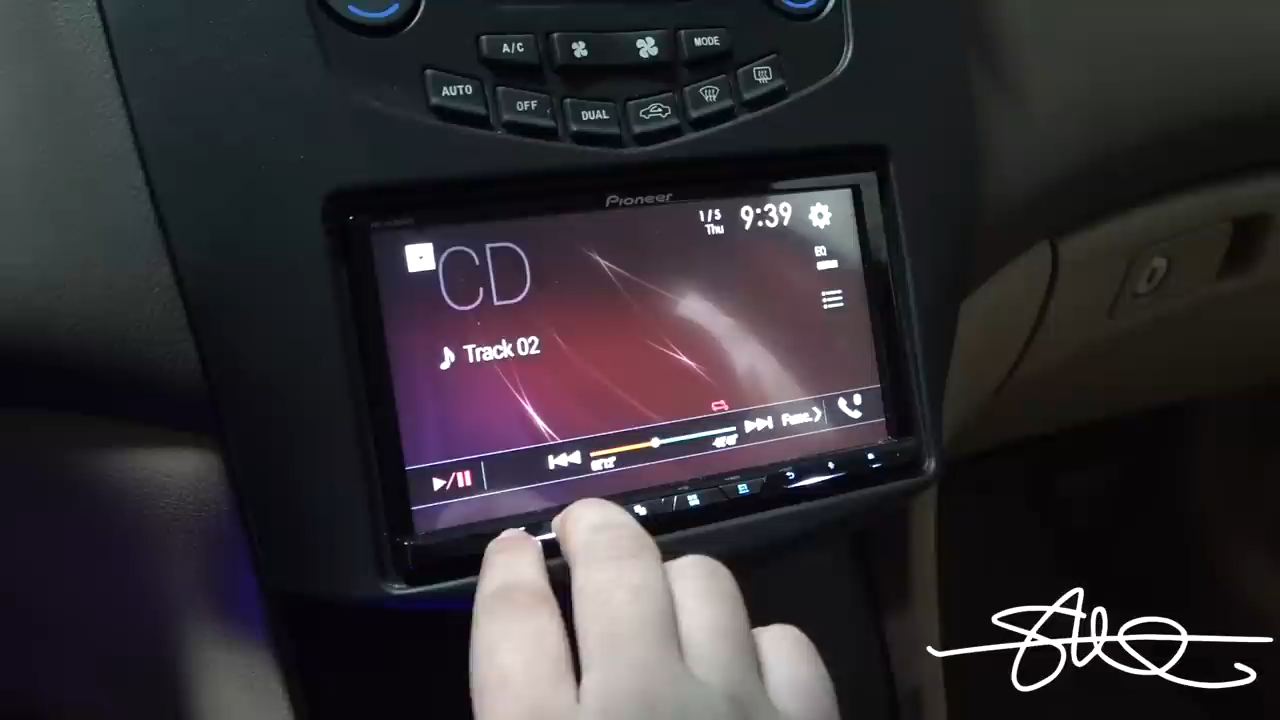 A/C
MODE
AUTO
OFF
DUAL
Pioneer
1/5
Thu
9:39
EQ
CD
Track 02
Func.